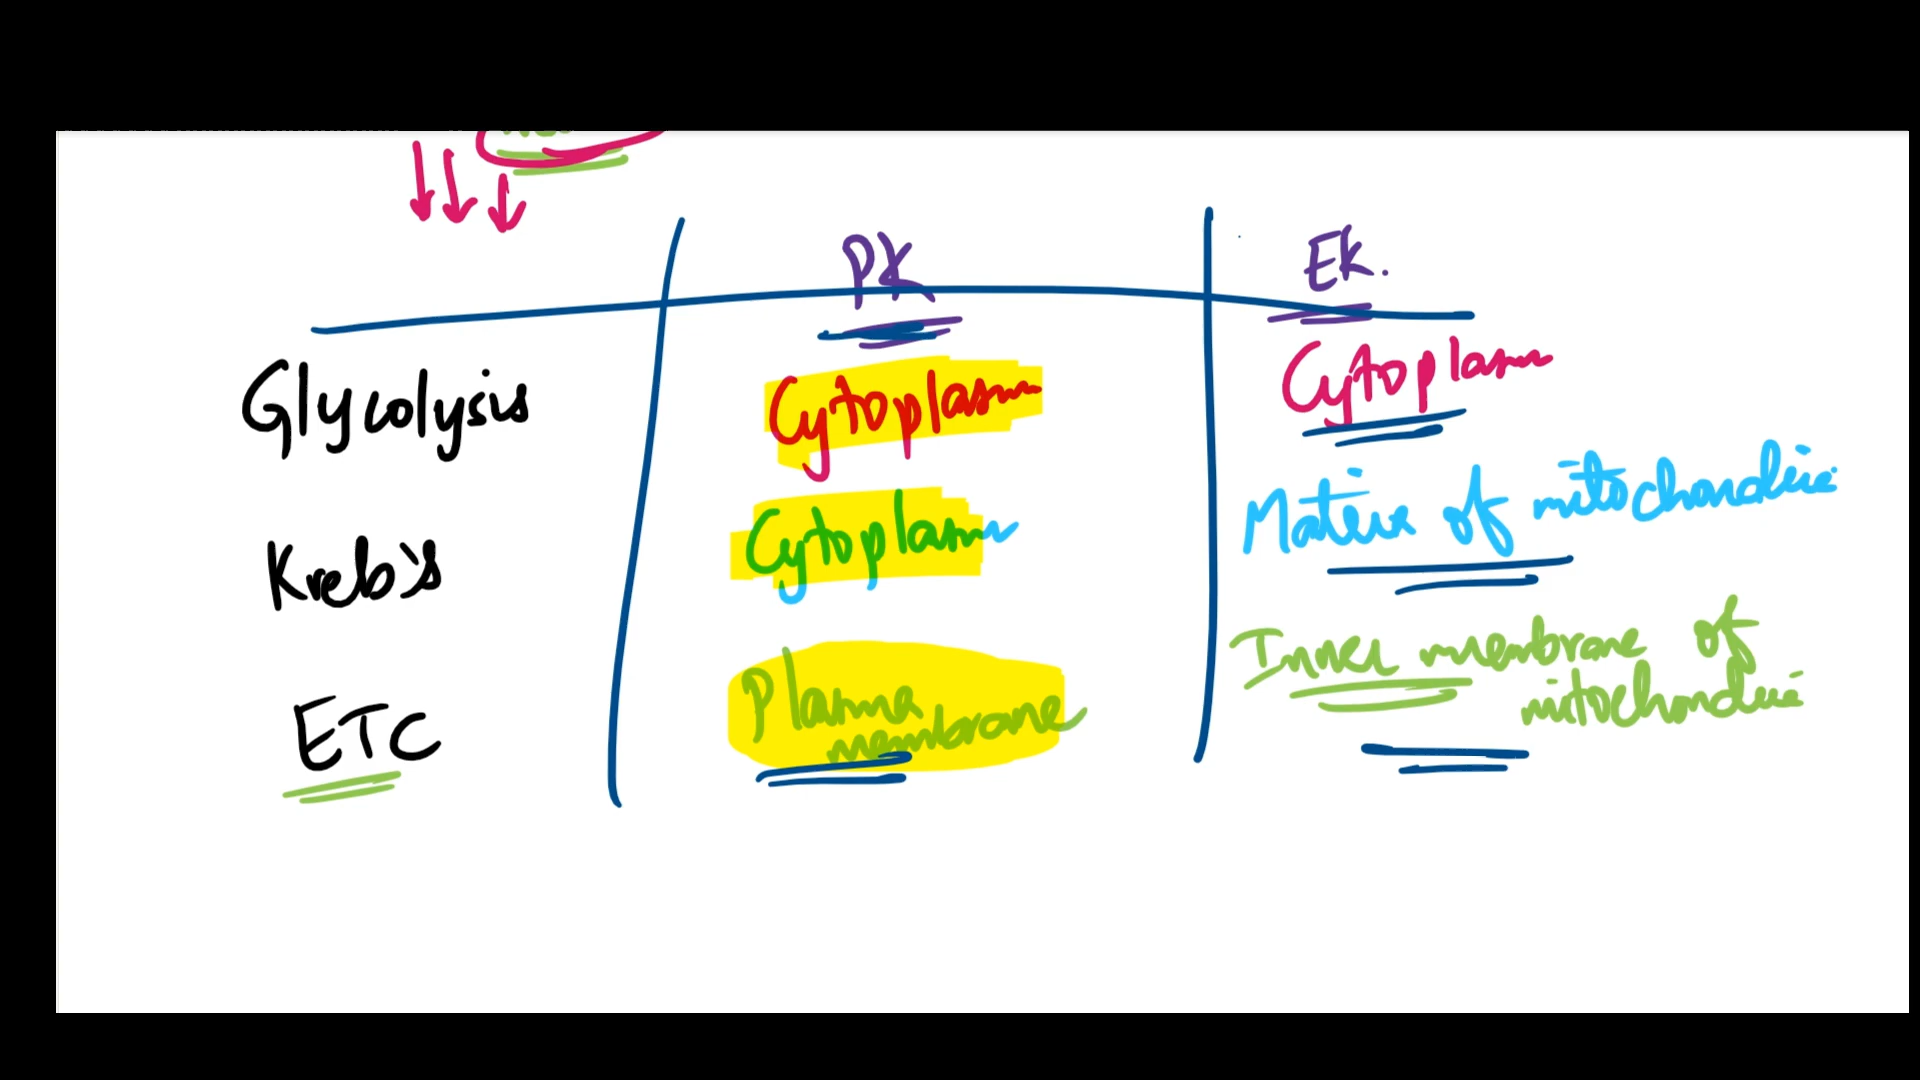 PK
EK.
Glycolysis
Cytoplasm
Cytoplasm
Kreb's
Cytoplasm
Matrix of mitochondria
ETC
Plasma
membrane
Inner membrane of
mitochondria